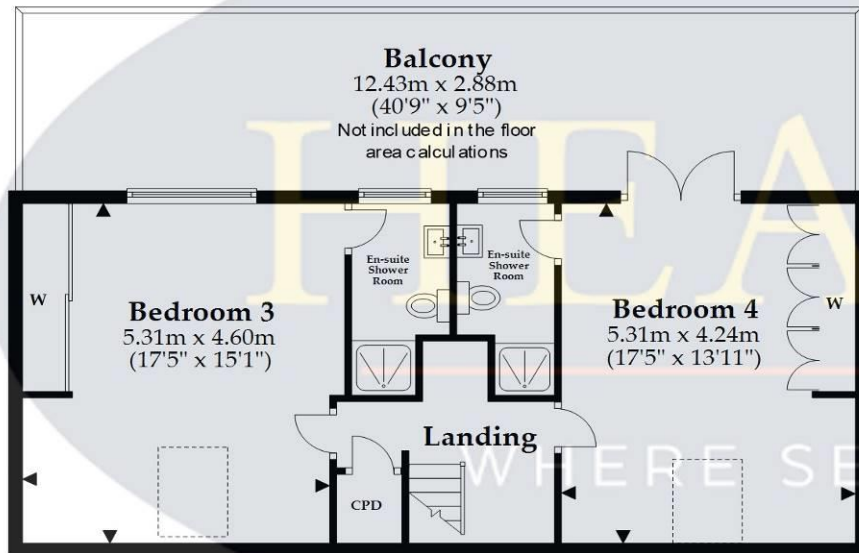 Balcony
12.43m x 2.88m
(40'9" x 9'5")
Not included in the floor
area calculations
HEA
En-suite
Shower
Room
En-suite
Shower
Room
W
Bedroom 3
5.31m x 4.60m
(17'5" x 15'1")
Bedroom 4
5.31m x 4.24m
(17'5" x 13'11")
W
Landing
WHERE SE
CPD